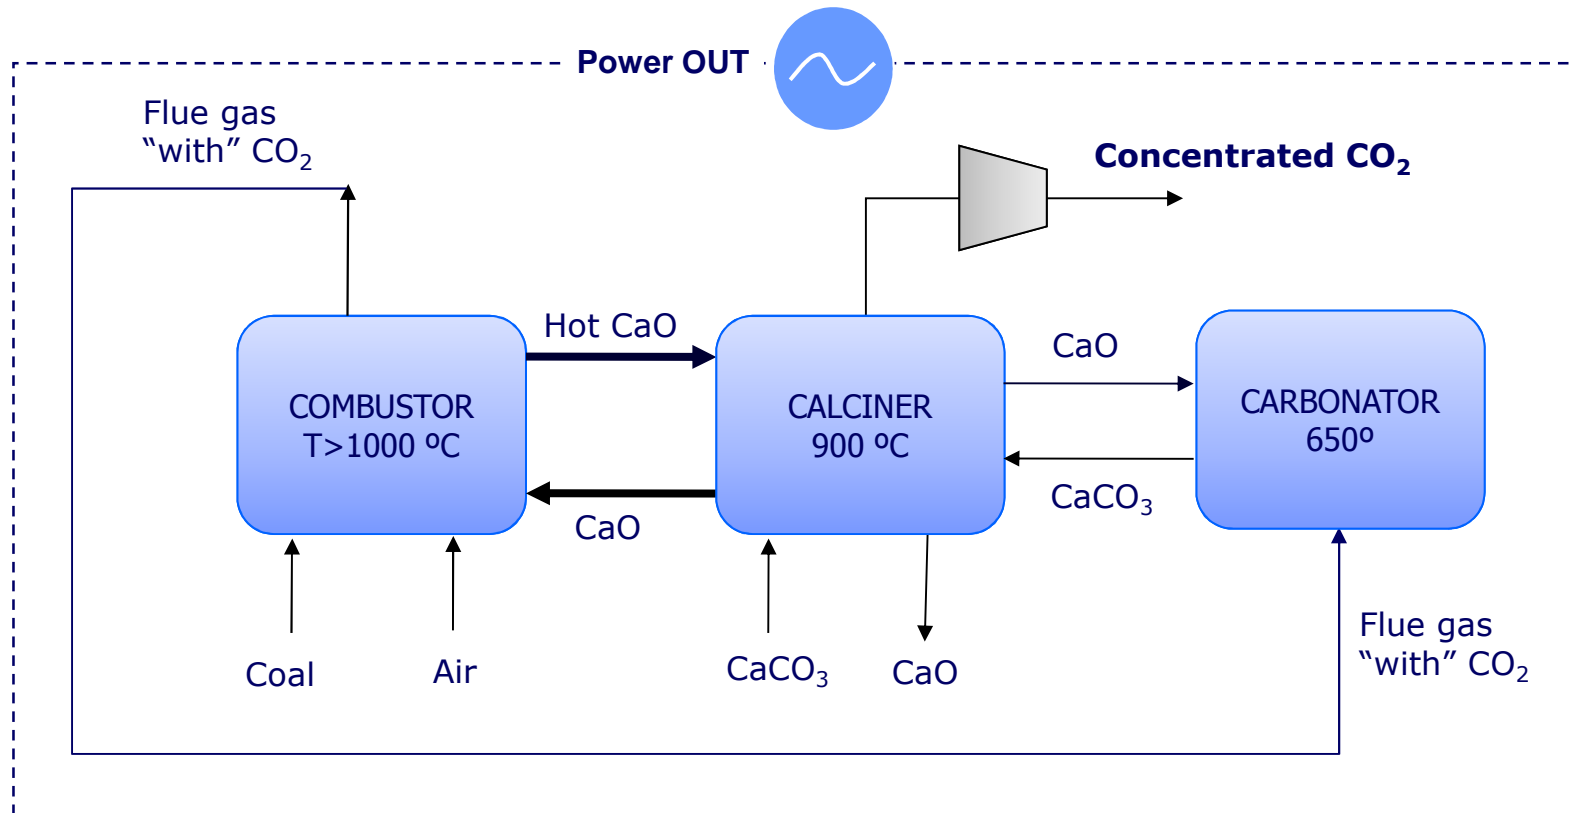 Power OUT
Flue gas
“with” CO₂
Concentrated CO₂
Hot CaO
CaO
COMBUSTOR
T>1000 ºC
CALCINER
900 ºC
CARBONATOR
650º
CaO
CaCO₃
Coal
Air
CaCO₃
CaO
Flue gas
“with” CO₂